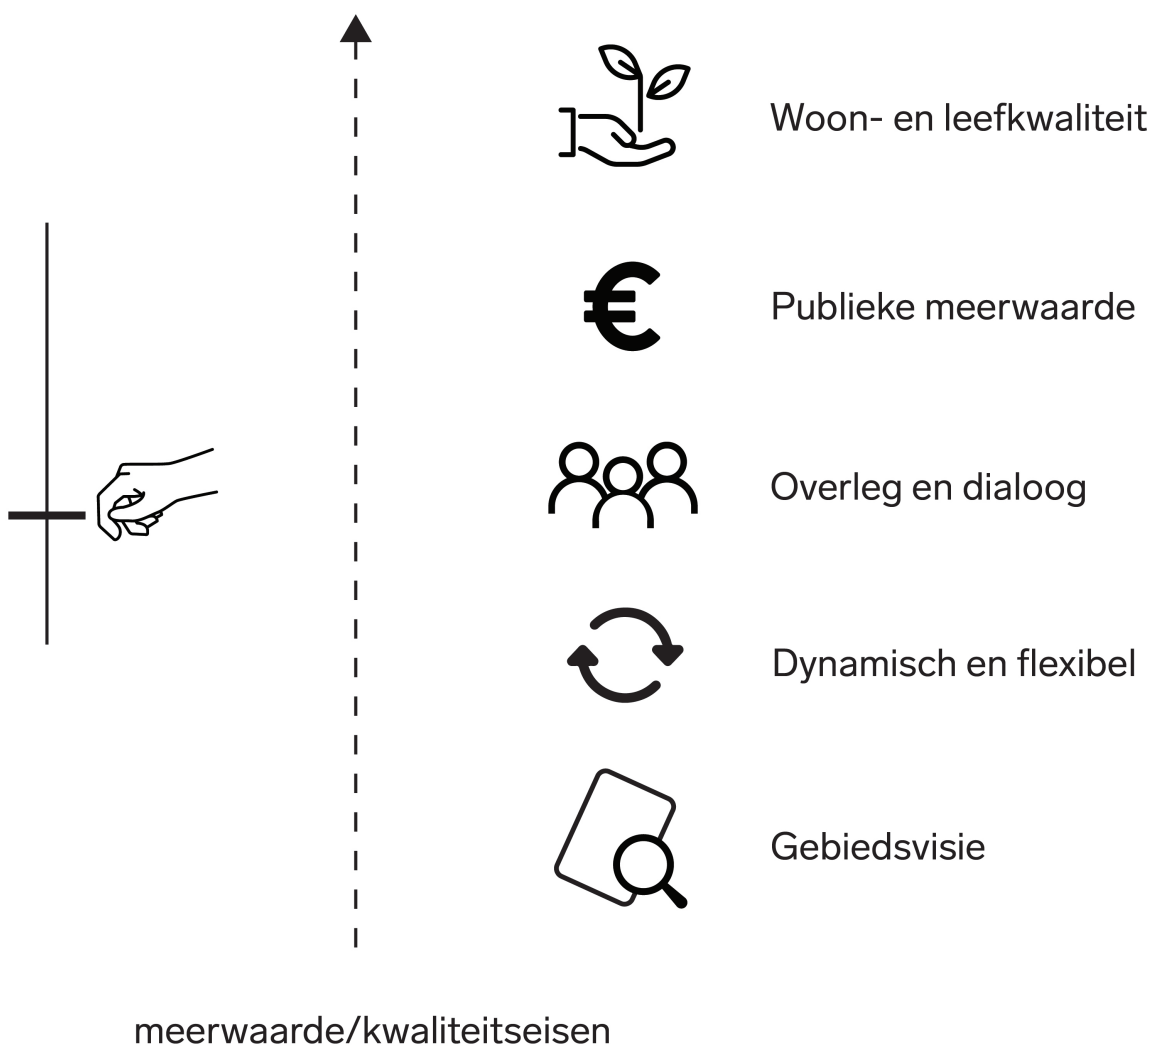 Woon- en leefkwaliteit
Publieke meerwaarde
Overleg en dialoog
Dynamisch en flexibel
Gebiedsvisie
meerwaarde/kwaliteitseisen